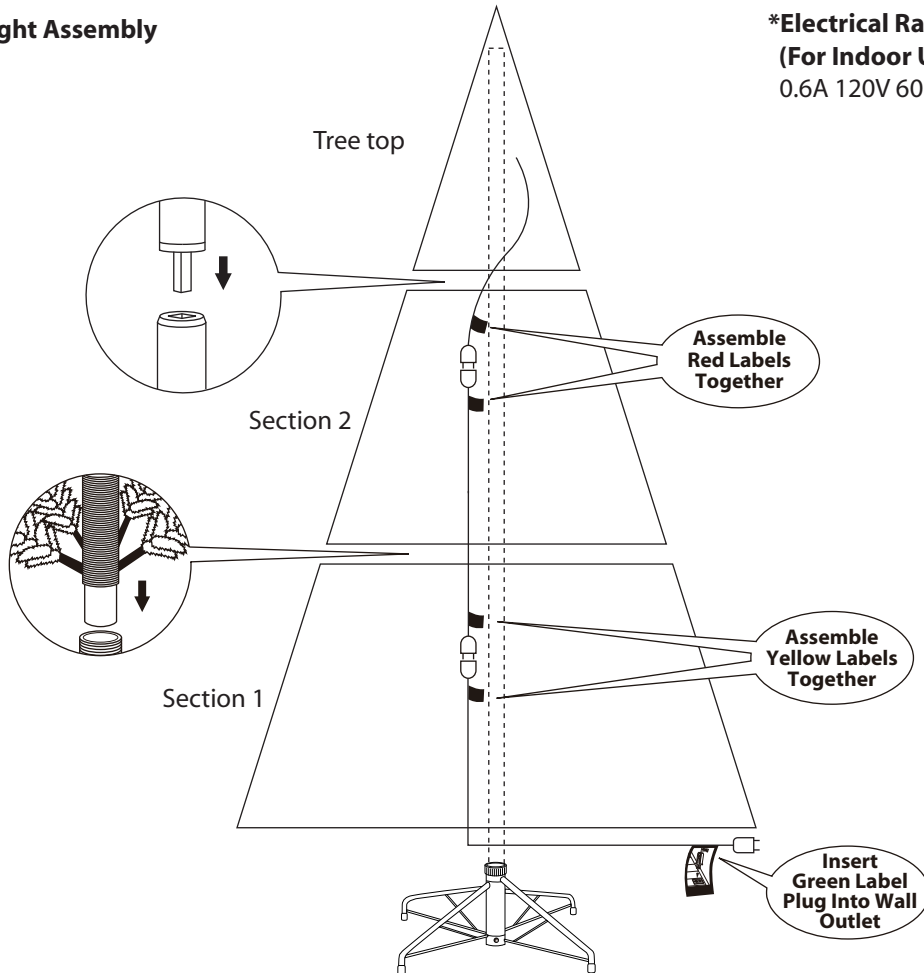 ght Assembly
*Electrical Ra
(For Indoor U
0.6A 120V 60
Tree top
Assemble
Red Labels
Together
Section 2
Assemble
Yellow Labels
Together
Section 1
Insert
Green Label
Plug Into Wall
Outlet